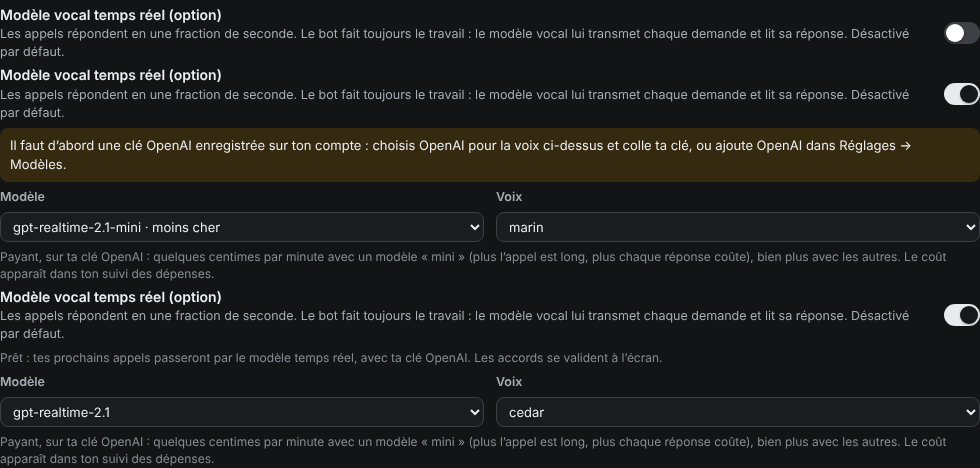 Modèle vocal temps réel (option)
Les appels répondent en une fraction de seconde. Le bot fait toujours le travail : le modèle vocal lui transmet chaque demande et lit sa réponse. Désactivé
par défaut.
Modèle vocal temps réel (option)
Les appels répondent en une fraction de seconde. Le bot fait toujours le travail : le modèle vocal lui transmet chaque demande et lit sa réponse. Désactivé
par défaut.
Il faut d’abord une clé OpenAI enregistrée sur ton compte : choisis OpenAI pour la voix ci-dessus et colle ta clé, ou ajoute OpenAI dans Réglages →
Modèles.
Modèle Voix
gpt-realtime-2.1-mini · moins cher marin
Payant, sur ta clé OpenAI : quelques centimes par minute avec un modèle « mini » (plus l’appel est long, plus chaque réponse coûte), bien plus avec les autres. Le coût
apparaît dans ton suivi des dépenses.
Modèle vocal temps réel (option)
Les appels répondent en une fraction de seconde. Le bot fait toujours le travail : le modèle vocal lui transmet chaque demande et lit sa réponse. Désactivé
par défaut.
Prêt : tes prochains appels passeront par le modèle temps réel, avec ta clé OpenAI. Les accords se valident à l’écran.
Modèle Voix
gpt-realtime-2.1 cedar
Payant, sur ta clé OpenAI : quelques centimes par minute avec un modèle « mini » (plus l’appel est long, plus chaque réponse coûte), bien plus avec les autres. Le coût
apparaît dans ton suivi des dépenses.